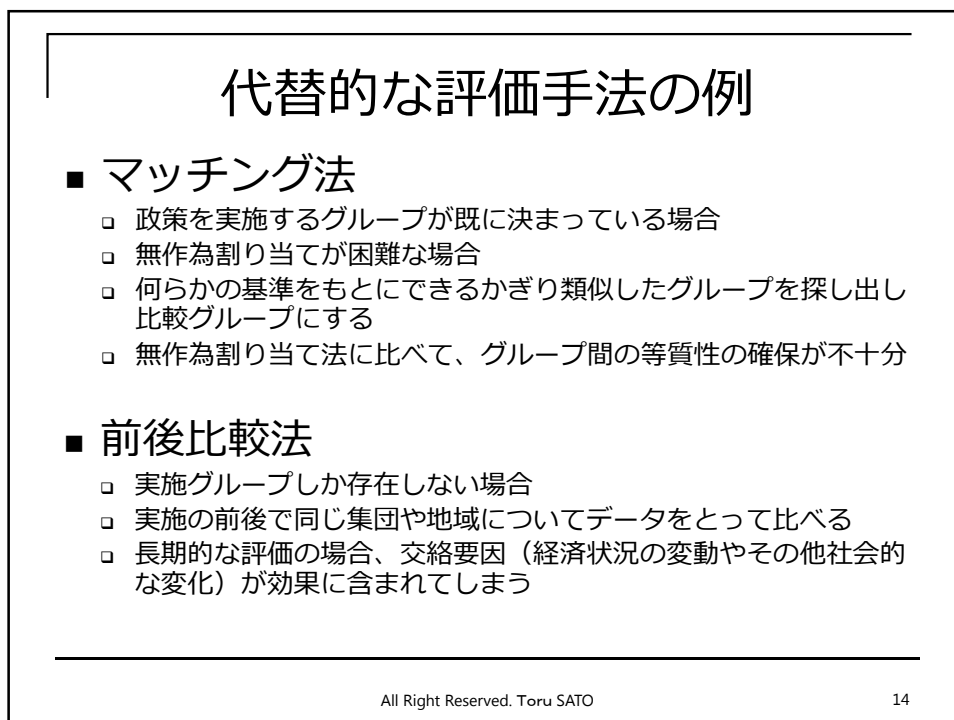 代替的な評価手法の例
■ マッチング法
□ 政策を実施するグループが既に決まっている場合
□ 無作為割り当てが困難な場合
□ 何らかの基準をもとにできるかぎり類似したグループを探し出し
比較グループにする
□ 無作為割り当て法に比べて、グループ間の等質性の確保が不十分
■ 前後比較法
□ 実施グループしか存在しない場合
□ 実施の前後で同じ集団や地域についてデータをとって比べる
□ 長期的な評価の場合、交絡要因（経済状況の変動やその他社会的
な変化）が効果に含まれてしまう
All Right Reserved. Toru SATO
14